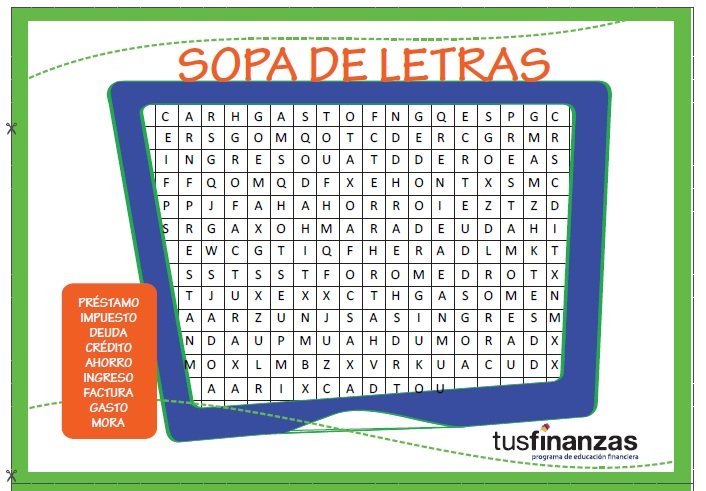 SOPA DE LETRAS
C A R H G A S T O F N G Q E S P G C
E R S G O M Q O T C D E R C G R M R
I N G R E S O U A T D D E R O E A S
F F Q O M Q D F X E H O N T X S M C
P P J F A H A H O R R O I E Z T Z D
S R G A X O H M A R A D E U D A H I
E W C G T I Q F H E R A D L M K T
S S T S S T F O R O M E D R O T X
T J U X E X X C T H G A S O M E N
A A R Z U N J S A S I N G R E S M
N D A U P M U A H D U M O R A D X
M O X L M B Z X V R K U A C U D X
A A R I X C A D T O U
PRÉSTAMO
IMPUESTO
DEUDA
CRÉDITO
AHORRO
INGRESO
FACTURA
GASTO
MORA
tusfinanzas
programa de educación financiera